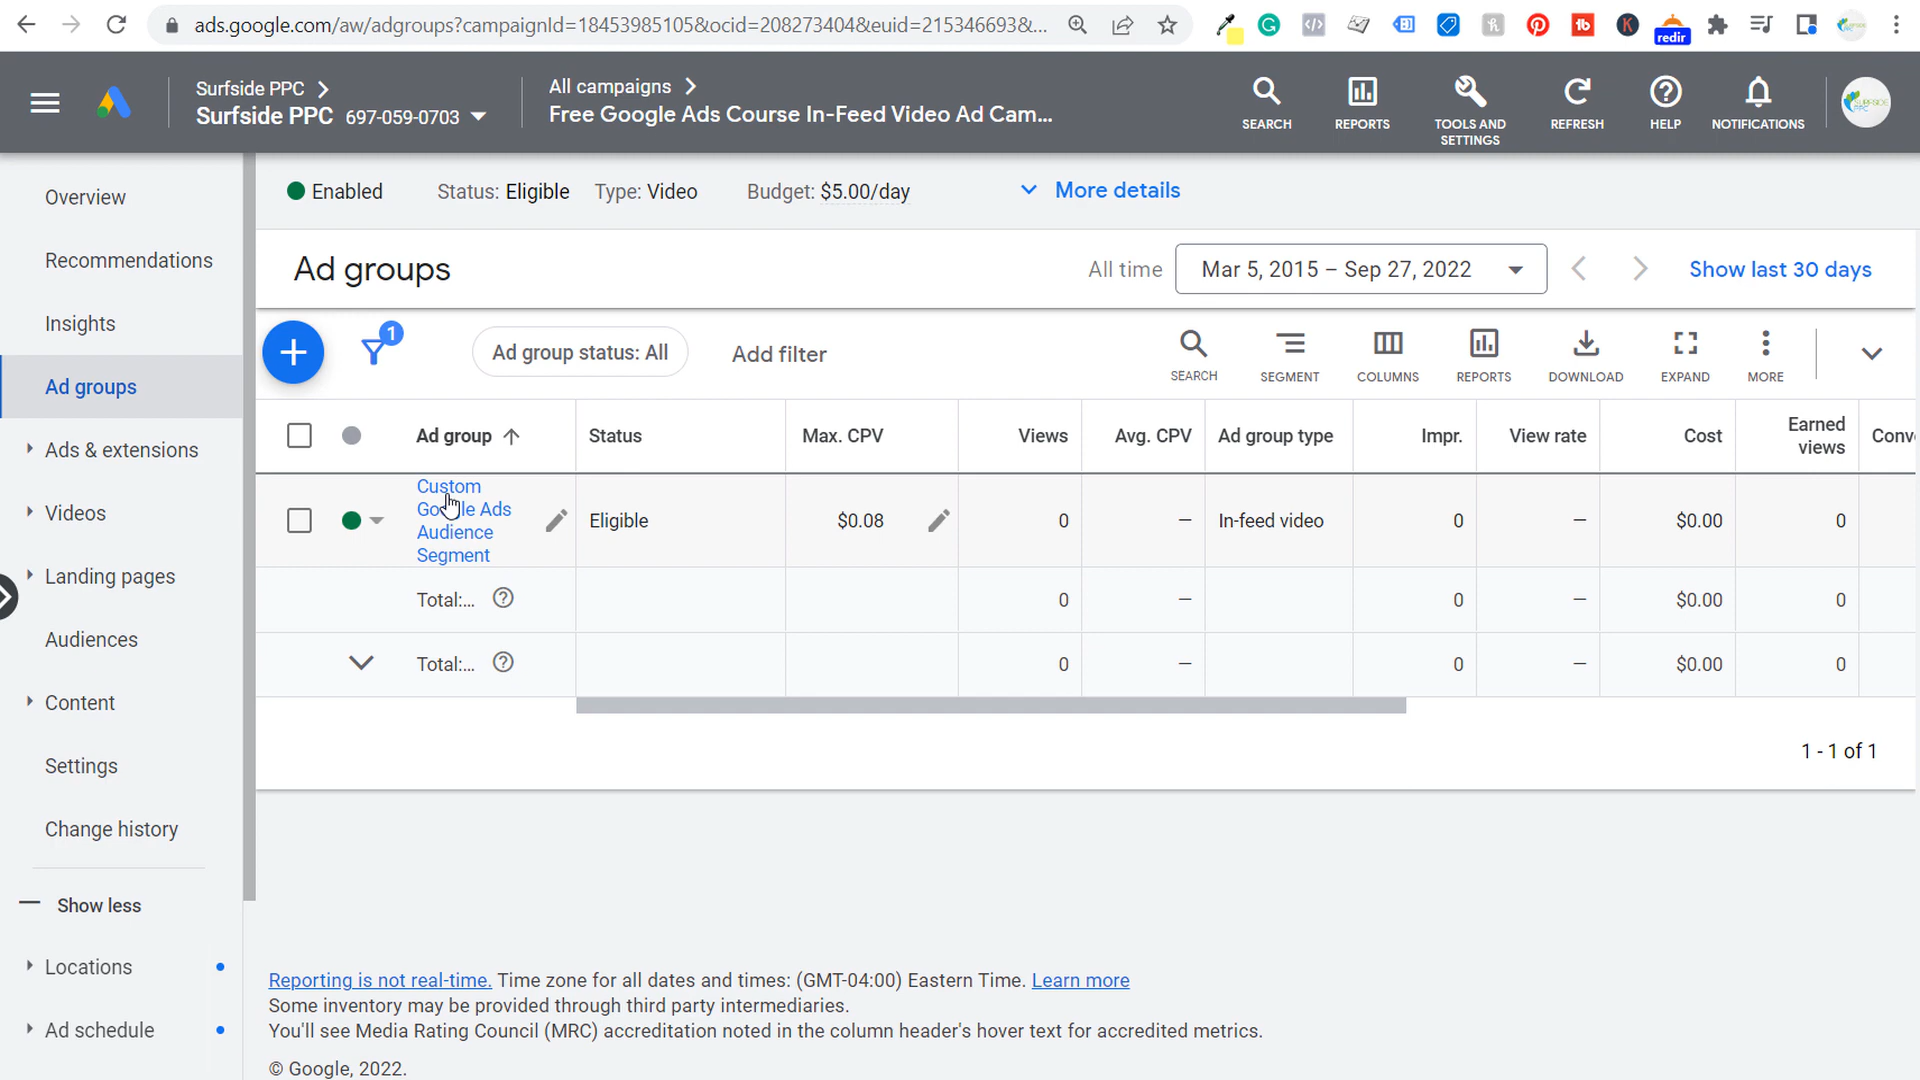 ads.google.com/aw/adgroups?campaignId=18453985105&ocid=208273404&euid=215346693&...
redir
Surfside PPC
Surfside PPC 697-059-0703
All campaigns
Free Google Ads Course In-Feed Video Ad Cam...
SEARCH
REPORTS
TOOLS AND
SETTINGS
REFRESH
HELP
NOTIFICATIONS
Overview
Recommendations
Insights
Ad groups
Ads & extensions
Videos
Landing pages
Audiences
Content
Settings
Change history
Show less
Locations
Ad schedule
Enabled
Status: Eligible
Type: Video
Budget: $5.00/day
More details
Ad groups
All time
Mar 5, 2015 – Sep 27, 2022
Show last 30 days
1
Ad group status: All
Add filter
SEARCH
SEGMENT
COLUMNS
REPORTS
DOWNLOAD
EXPAND
MORE
Ad group
Status
Max. CPV
Views
Avg. CPV
Ad group type
Impr.
View rate
Cost
Earned
views
Conv
Custom
Google Ads
Audience
Segment
Eligible
$0.08
0
—
In-feed video
0
—
$0.00
0
Total:...
0
—
0
—
$0.00
0
Total:...
0
—
0
—
$0.00
0
1 - 1 of 1
Reporting is not real-time. Time zone for all dates and times: (GMT-04:00) Eastern Time. Learn more
Some inventory may be provided through third party intermediaries.
You'll see Media Rating Council (MRC) accreditation noted in the column header's hover text for accredited metrics.
© Google, 2022.